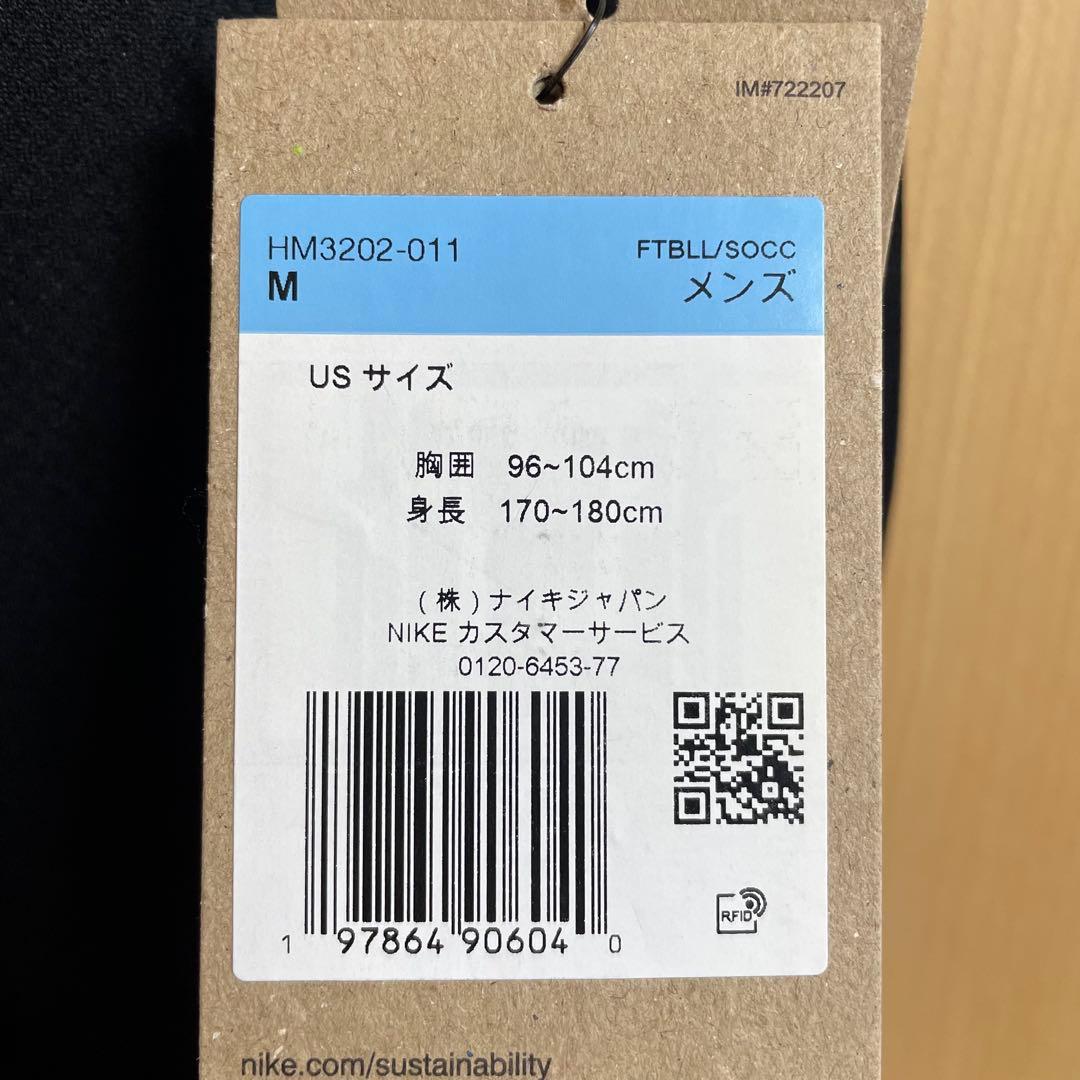 IM#722207
HM3202-011
FTBLL/SOCC
M
メンズ
US サイズ
胸囲 96~104cm
身長 170~180cm
(株)ナイキジャパン
NIKE カスタマーサービス
0120-6453-77
1 97864 90604 0
RFID
nike.com/sustainability